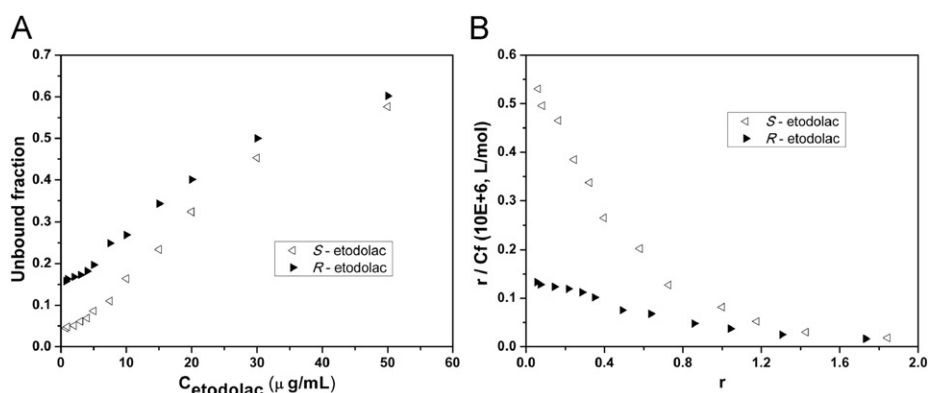 A
0.7
0.6
0.5
0.4
0.3
0.2
0.1
0.0
Unbound fraction
S - etodolac
R - etodolac
0 10 20 30 40 50 60
C etodolac (μ g/mL)
B
0.6
0.5
0.4
0.3
0.2
0.1
0.0
r / Cf (10E+6, L/mol)
S - etodolac
R - etodolac
0.0 0.4 0.8 1.2 1.6 2.0
r